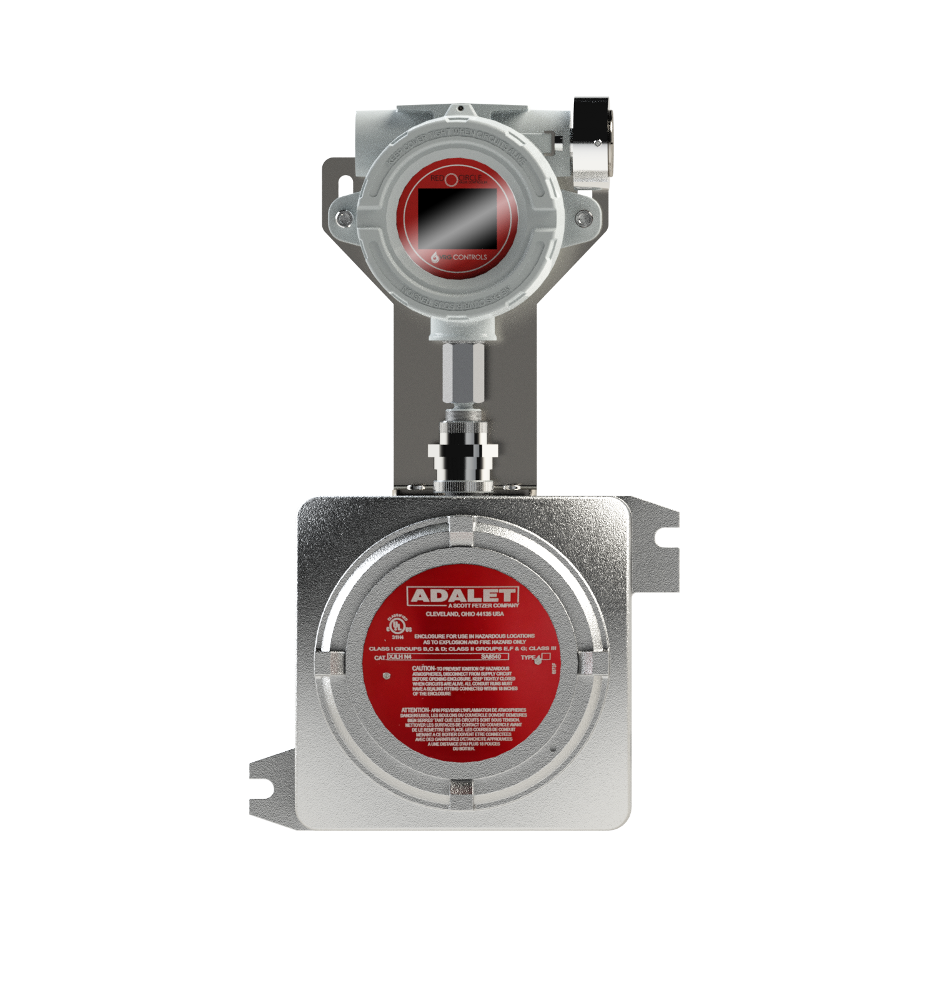 KEEP COVER TIGHT WHEN CIRCUITS ALIVE
RED CIRCLE
CONTROLS
NE PAS OUVRIR SOUS TENSION
ADALET
A SCOTT FETZER COMPANY
CLEVELAND, OHIO 44135 USA
CLASSIFIED
C UL US
31H4
ENCLOSURE FOR USE IN HAZARDOUS LOCATIONS
AS TO EXPLOSION AND FIRE HAZARD ONLY
CLASS I GROUPS B,C & D; CLASS II GROUPS E,F & G; CLASS III
CAT. XJLH N4 SA8540 TYPE 4
CAUTION- TO PREVENT IGNITION OF HAZARDOUS
ATMOSPHERES, DISCONNECT FROM SUPPLY CIRCUIT
BEFORE OPENING ENCLOSURE. KEEP TIGHTLY CLOSED
WHEN CIRCUITS ARE ALIVE. ALL CONDUIT RUNS MUST
HAVE A SEALING FITTING CONNECTED WITHIN 18 INCHES
OF THE ENCLOSURE
ATTENTION- AFIN PREVENIR L'INFLAMMATION DE ATMOSPHERES
DANGEREUSES, LES BOULONS DU COUVERCLE DOIVENT DEMEURES
BIEN SERRES' TANT QUE LES CIRCUITS SONT SOUS TENSION.
NETTOYER LES SURFACES DE CONTACT DU COUVERCLE AVANT
DE LE REMETTRE EN PLACE. LES COURSES DE CONDUIT
MENANT A CE BOITIER DOIVENT ETRE CONNECTEES
AVEC DES GARNITURES D'ETANCHEITE APPROUVEES
A UNE DISTANCE D'AU PLUS 18 POUCES
DU BOITIER.